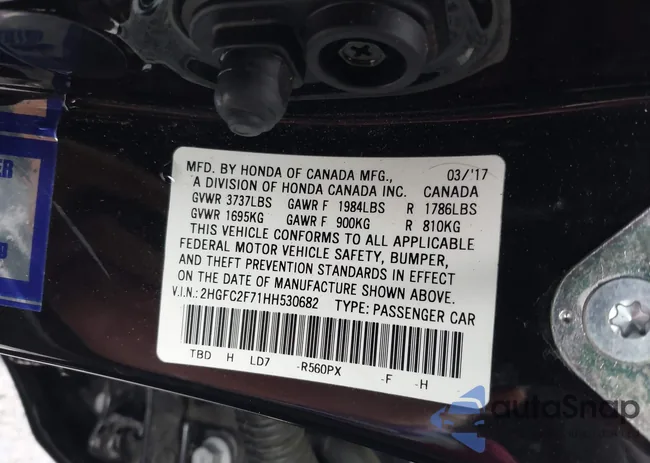 MFD. BY HONDA OF CANADA MFG., 03/'17
A DIVISION OF HONDA CANADA INC. CANADA
GVWR 3737LBS GAWR F 1984LBS R 1786LBS
GVWR 1695KG GAWR F 900KG R 810KG
THIS VEHICLE CONFORMS TO ALL APPLICABLE
FEDERAL MOTOR VEHICLE SAFETY, BUMPER,
AND THEFT PREVENTION STANDARDS IN EFFECT
ON THE DATE OF MANUFACTURE SHOWN ABOVE.
V.I.N.: 2HGFC2F71HH530682 TYPE: PASSENGER CAR
TBD H LD7 -R560PX -F -H
autoSnap